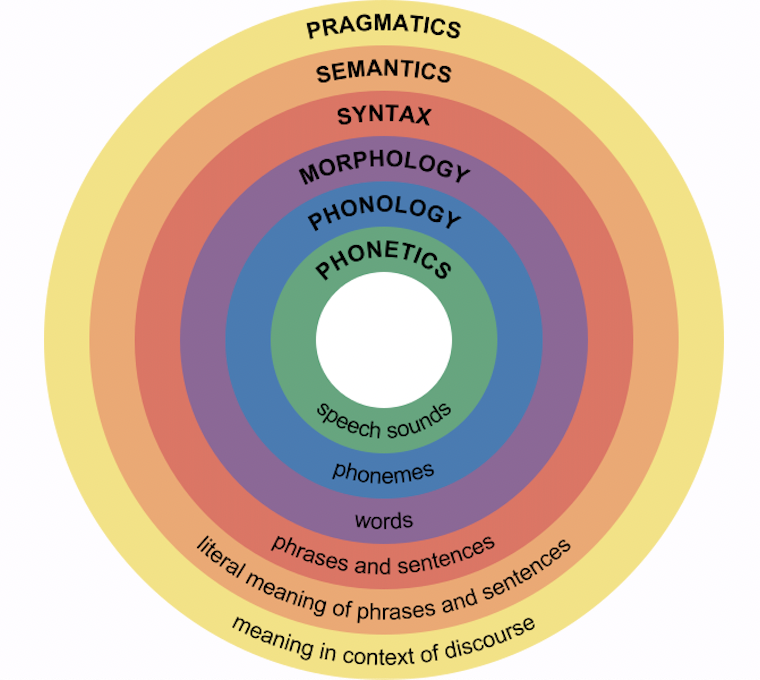 PRAGMATICS
SEMANTICS
SYNTAX
MORPHOLOGY
PHONOLOGY
PHONETICS
speech sounds
phonemes
words
phrases and sentences
literal meaning of phrases and sentences
meaning in context of discourse